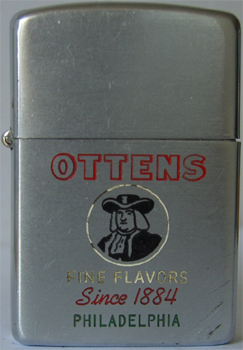 OTTENS
FINE FLAVORS
Since 1884
PHILADELPHIA